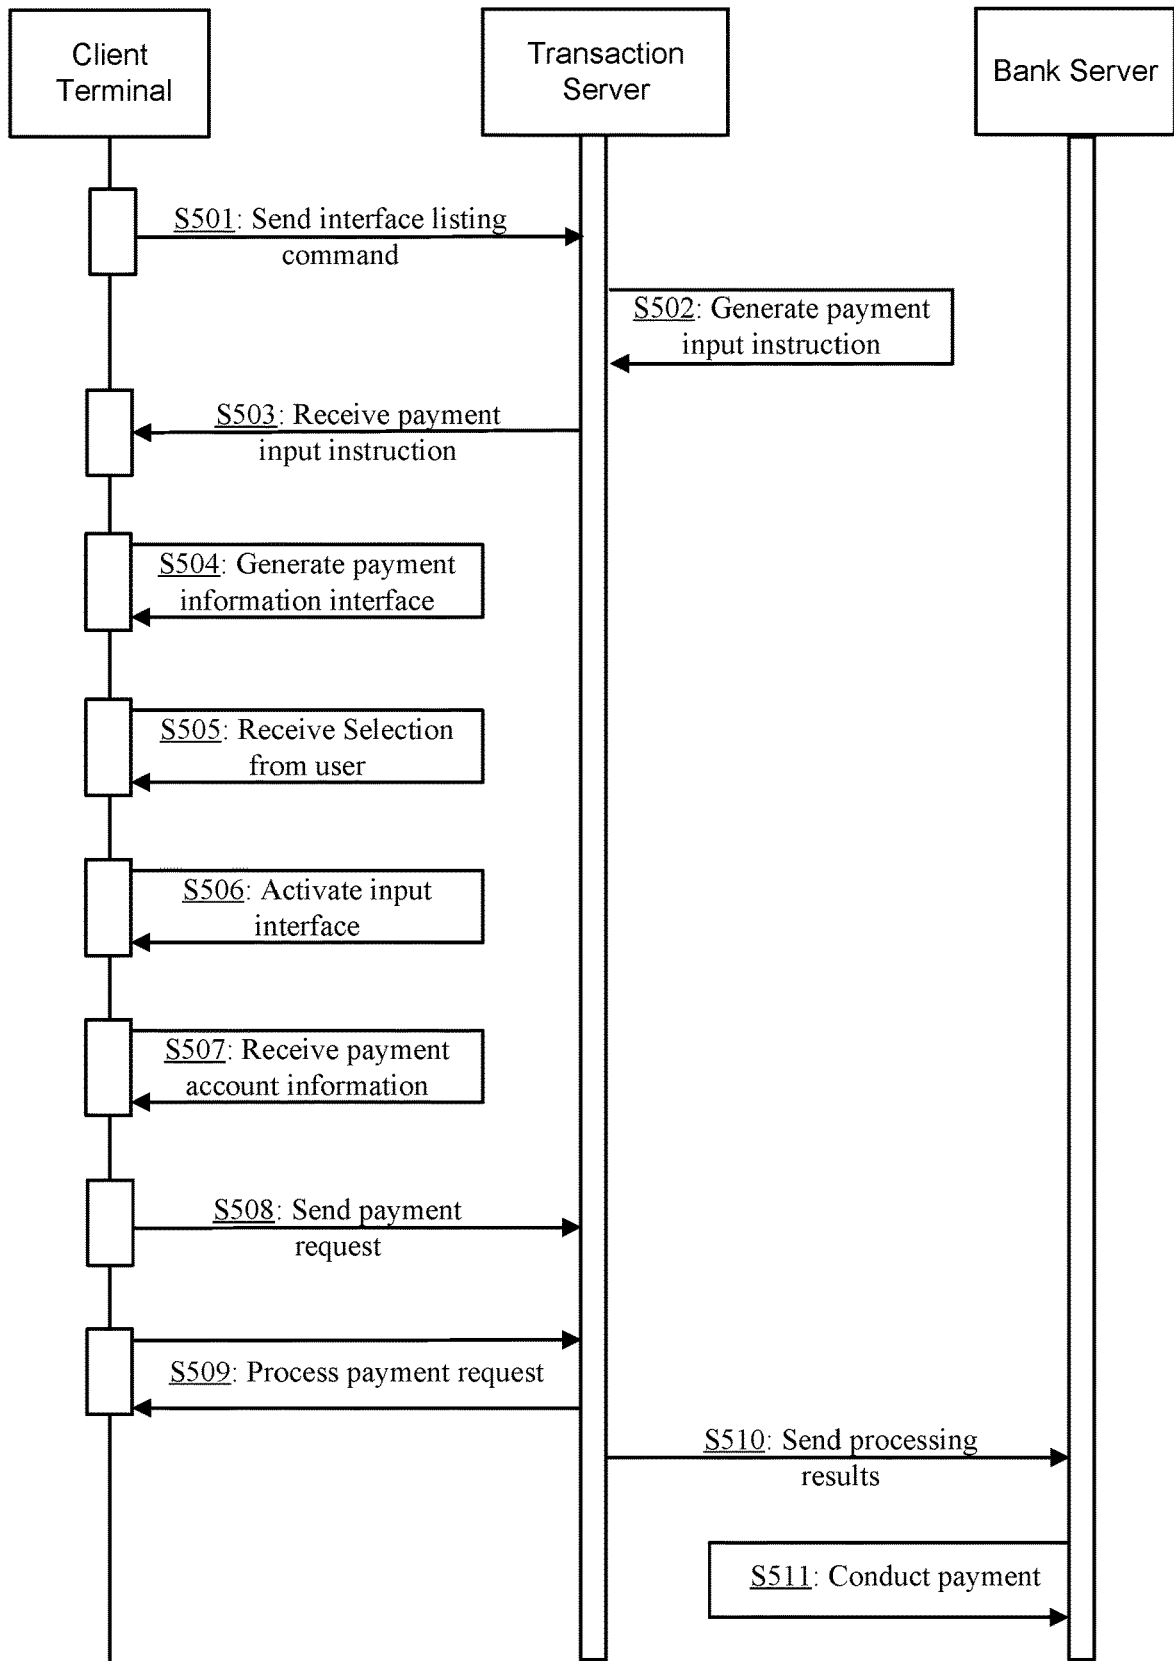 Client
Terminal
Transaction
Server
Bank Server
S501: Send interface listing
command
S502: Generate payment
input instruction
S503: Receive payment
input instruction
S504: Generate payment
information interface
S505: Receive Selection
from user
S506: Activate input
interface
S507: Receive payment
account information
S508: Send payment
request
S509: Process payment request
S510: Send processing
results
S511: Conduct payment